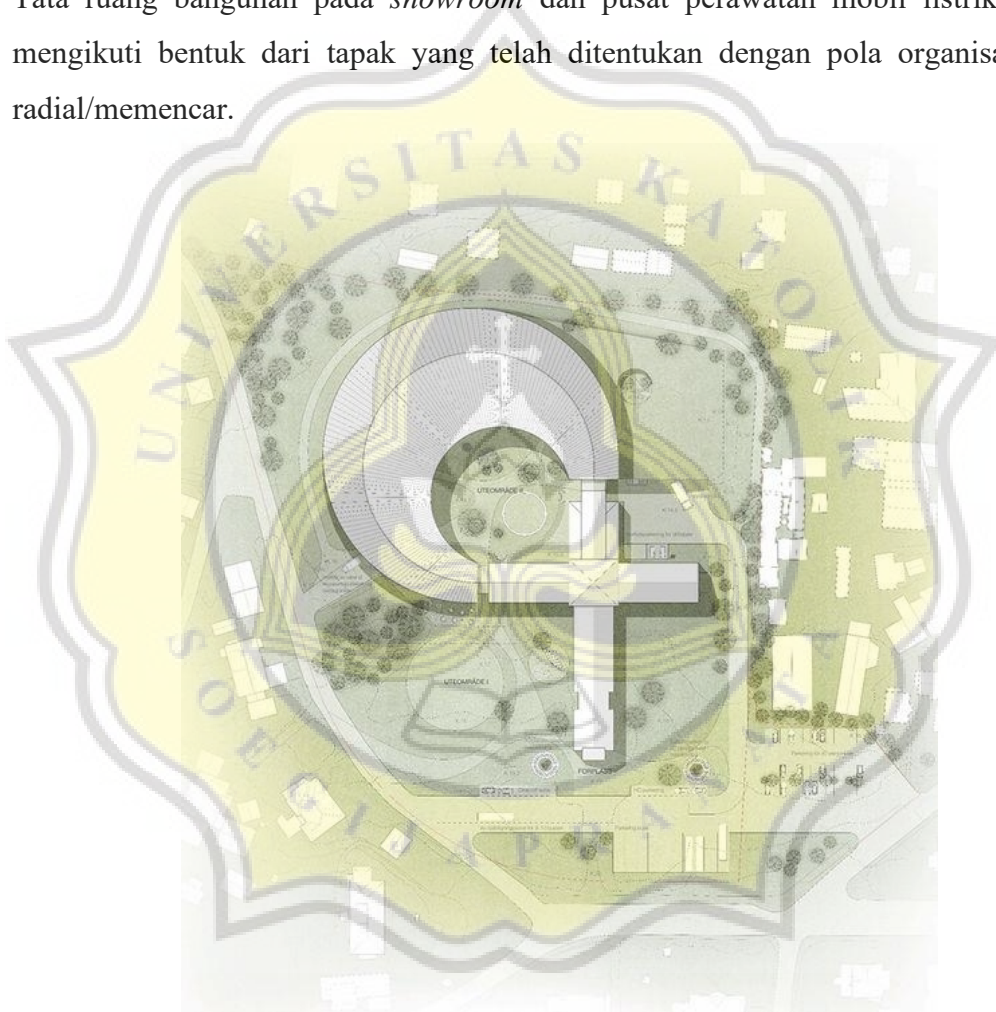 Tata ruang bangunan pada showroom dan pusat perawatan mobil listrik
mengikuti bentuk dari tapak yang telah ditentukan dengan pola organisa
radial/memencar.
UNIVERSITAS KATOLIK
UTEOMRÅDE II
UTEOMRÅDE I
FORPLASS
SOEGIJAPRANATA